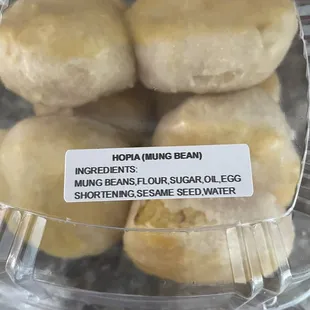 HOPIA (MUNG BEAN)
INGREDIENTS:
MUNG BEANS,FLOUR,SUGAR,OIL,EGG
SHORTENING,SESAME SEED,WATER